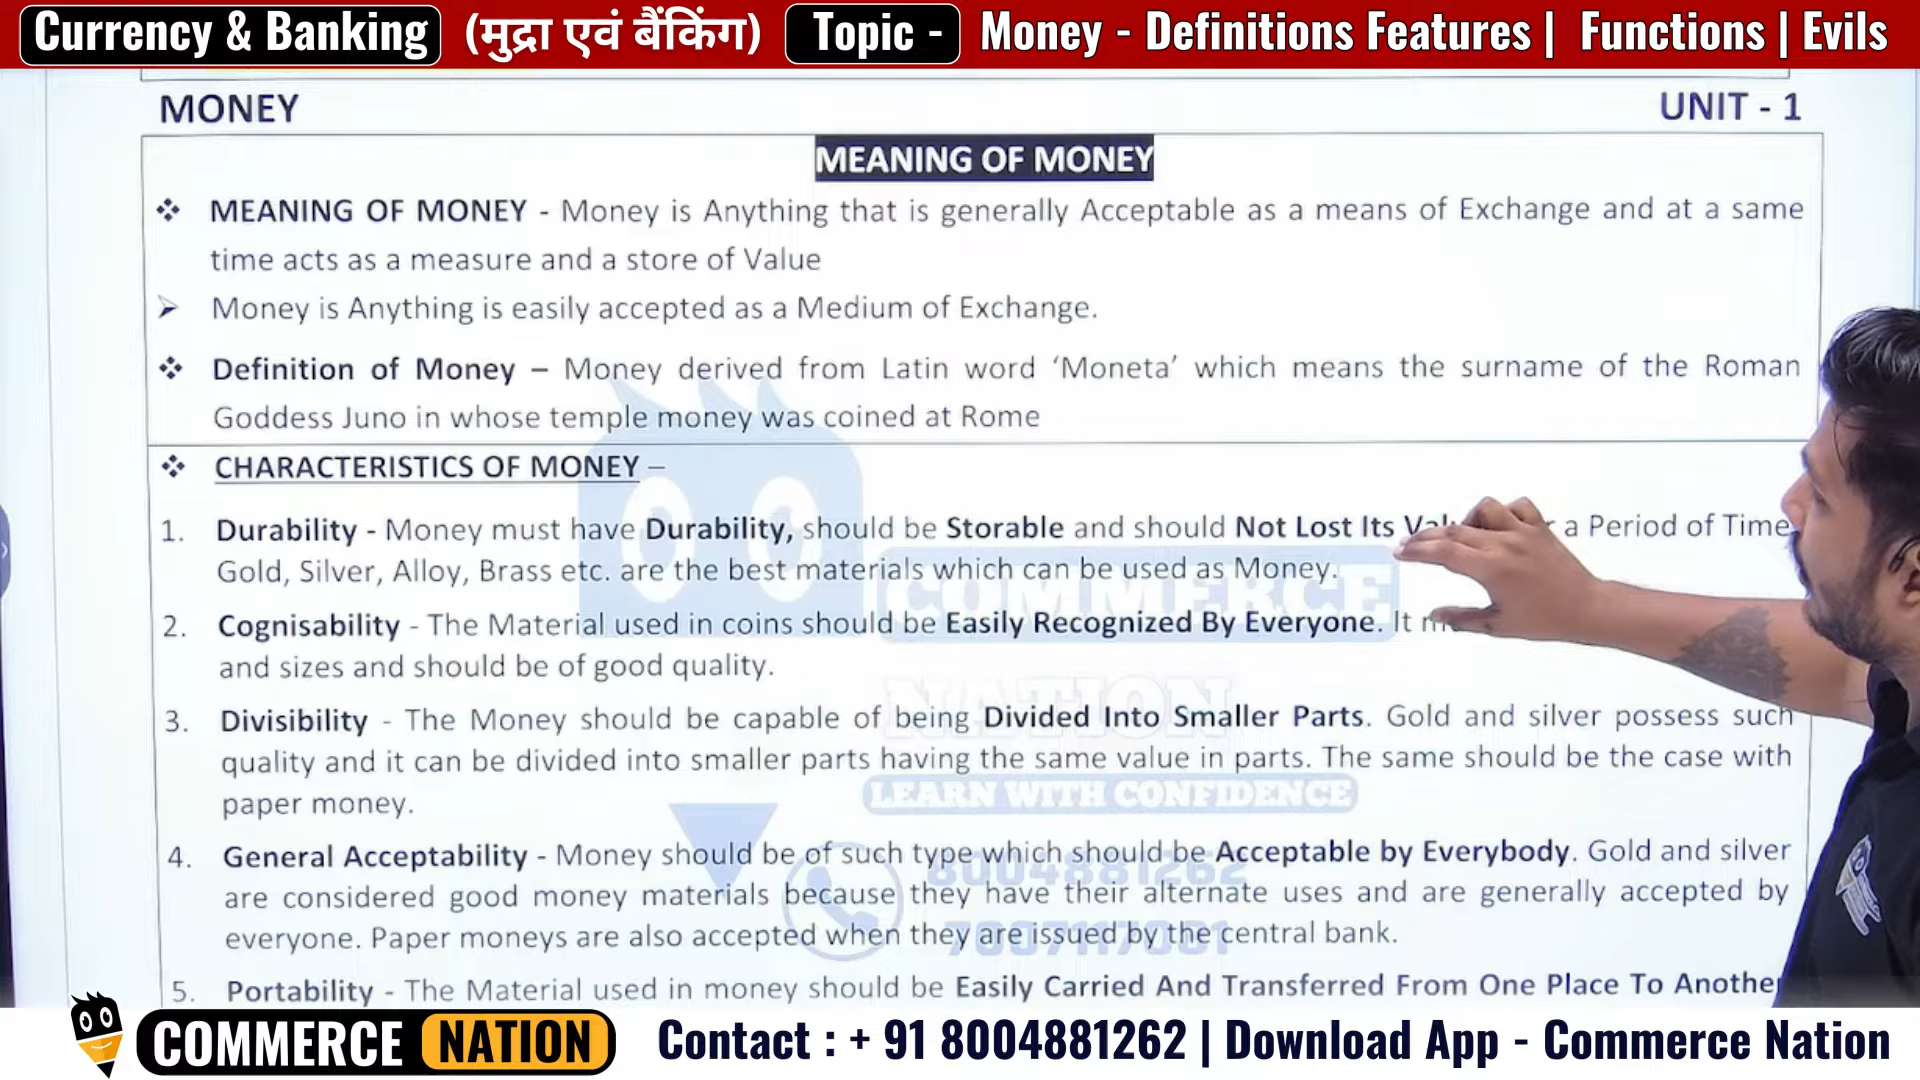 Currency & Banking (मुद्रा एवं बैंकिंग) Topic - Money - Definitions Features | Functions | Evils
MONEY UNIT - 1
MEANING OF MONEY
❖ MEANING OF MONEY - Money is Anything that is generally Acceptable as a means of Exchange and at a same
time acts as a measure and a store of Value
➢ Money is Anything is easily accepted as a Medium of Exchange.
❖ Definition of Money – Money derived from Latin word ‘Moneta’ which means the surname of the Roman
Goddess Juno in whose temple money was coined at Rome
❖ CHARACTERISTICS OF MONEY –
1. Durability - Money must have Durability, should be Storable and should Not Lost Its a Period of Time
Gold, Silver, Alloy, Brass etc. are the best materials which can be used as Money.
2. Cognisability - The Material used in coins should be Easily Recognized By Everyone. It
and sizes and should be of good quality.
3. Divisibility - The Money should be capable of being Divided Into Smaller Parts. Gold and silver possess such
quality and it can be divided into smaller parts having the same value in parts. The same should be the case with
paper money.
4. General Acceptability - Money should be of such type which should be Acceptable by Everybody. Gold and silver
are considered good money materials because they have their alternate uses and are generally accepted by
everyone. Paper moneys are also accepted when they are issued by the central bank.
5. Portability - The Material used in money should be Easily Carried And Transferred From One Place To Another
COMMERCE
NATION
LEARN WITH CONFIDENCE
8004881262
COMMERCE NATION Contact : + 91 8004881262 | Download App - Commerce Nation